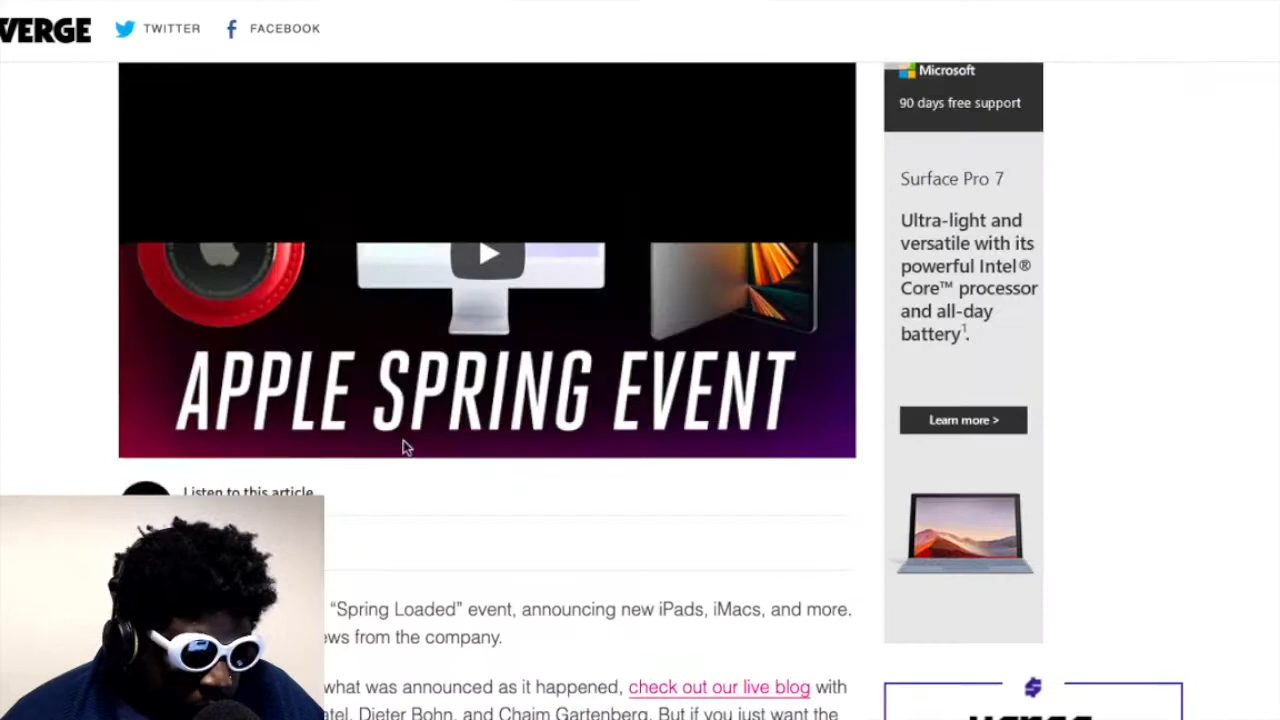 VERGE
TWITTER
FACEBOOK
Microsoft
90 days free support
Surface Pro 7
Ultra-light and
versatile with its
powerful Intel®
Core™ processor
and all-day
battery¹.
Learn more >
APPLE SPRING EVENT
Listen to this article
“Spring Loaded” event, announcing new iPads, iMacs, and more.
from the company.
what was announced as it happened, check out our live blog with
Dieter Bohn, and Chaim Gartenberg. But if you just want the